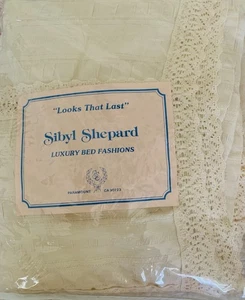 "Looks That Last"
Sibyl Shepard
LUXURY BED FASHIONS